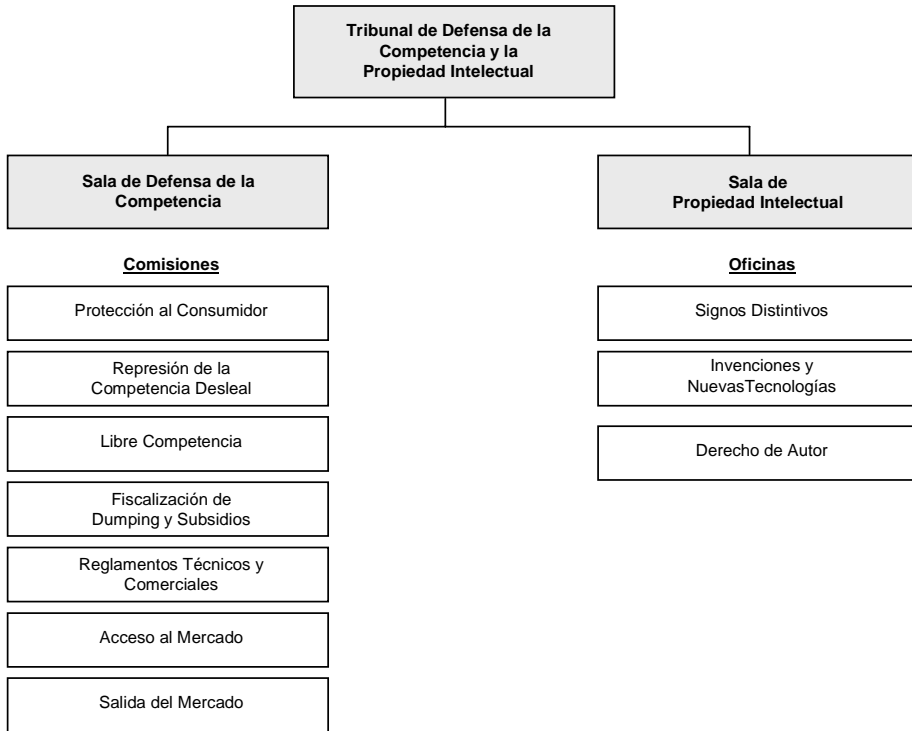 Tribunal de Defensa de la
Competencia y la
Propiedad Intelectual
Sala de Defensa de la
Competencia
Sala de
Propiedad Intelectual
Comisiones
Protección al Consumidor
Represión de la
Competencia Desleal
Libre Competencia
Fiscalización de
Dumping y Subsidios
Reglamentos Técnicos y
Comerciales
Acceso al Mercado
Salida del Mercado
Oficinas
Signos Distintivos
Invenciones y
NuevasTecnologías
Derecho de Autor